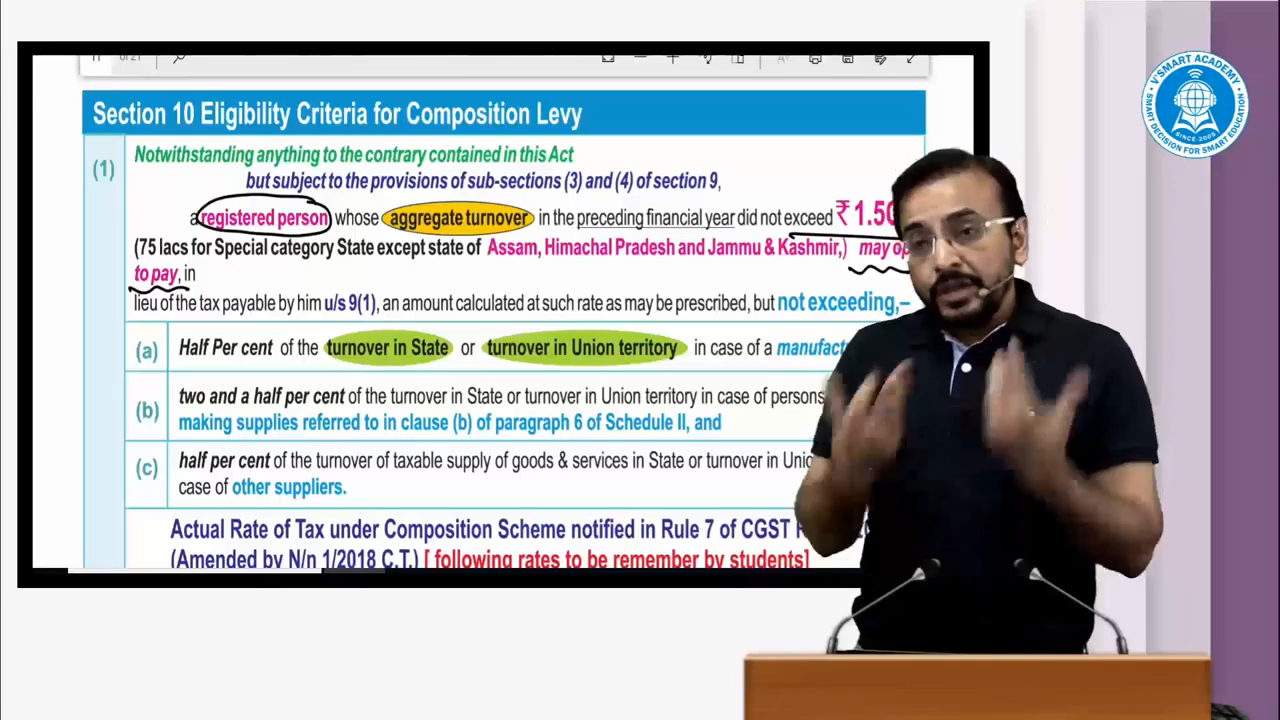 of 21
V'SMART ACADEMY
SMART DECISION FOR SMART EDUCATION
SINCE-2005
Section 10 Eligibility Criteria for Composition Levy
(1) Notwithstanding anything to the contrary contained in this Act
but subject to the provisions of sub-sections (3) and (4) of section 9,
a registered person whose aggregate turnover in the preceding financial year did not exceed ₹ 1.50
(75 lacs for Special category State except state of Assam, Himachal Pradesh and Jammu & Kashmir,) may op
to pay, in
lieu of the tax payable by him u/s 9(1), an amount calculated at such rate as may be prescribed, but not exceeding,–
(a) Half Per cent of the turnover in State or turnover in Union territory in case of a manufact
(b) two and a half per cent of the turnover in State or turnover in Union territory in case of persons
making supplies referred to in clause (b) of paragraph 6 of Schedule II, and
(c) half per cent of the turnover of taxable supply of goods & services in State or turnover in Unio
case of other suppliers.
Actual Rate of Tax under Composition Scheme notified in Rule 7 of CGST
(Amended by N/n 1/2018 C.T.) [ following rates to be remember by students]